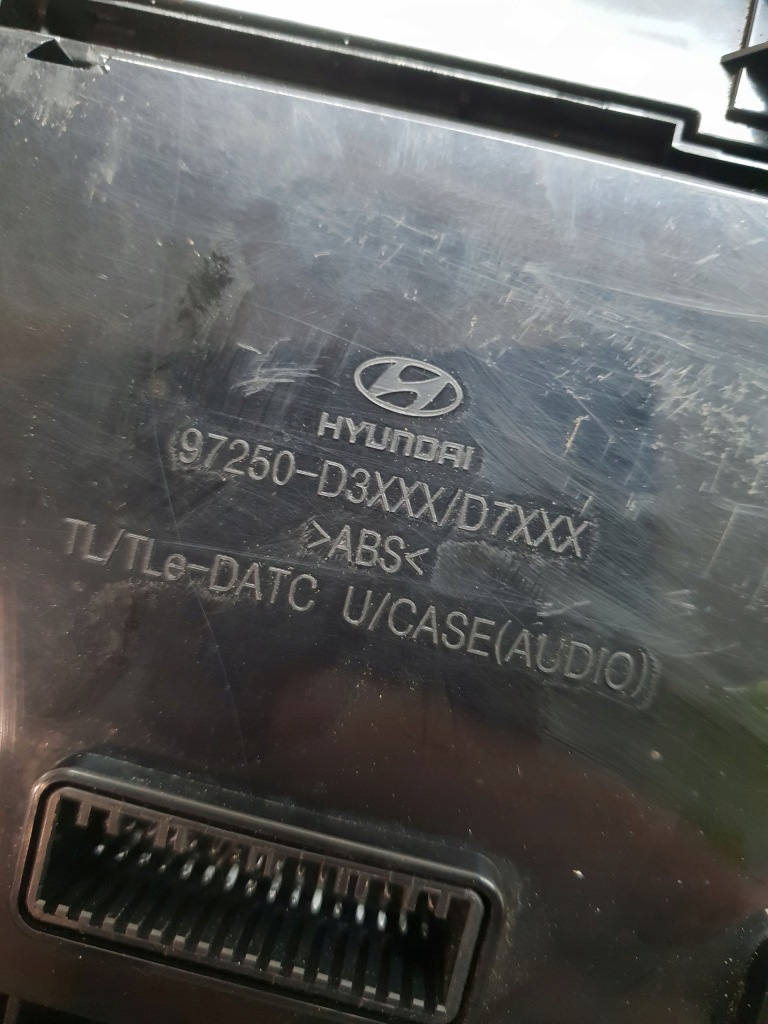 HYUNDAI
97250-D3XXX/D7XXX
>ABS<
TL/TLe-DATC U/CASE(AUDIO)